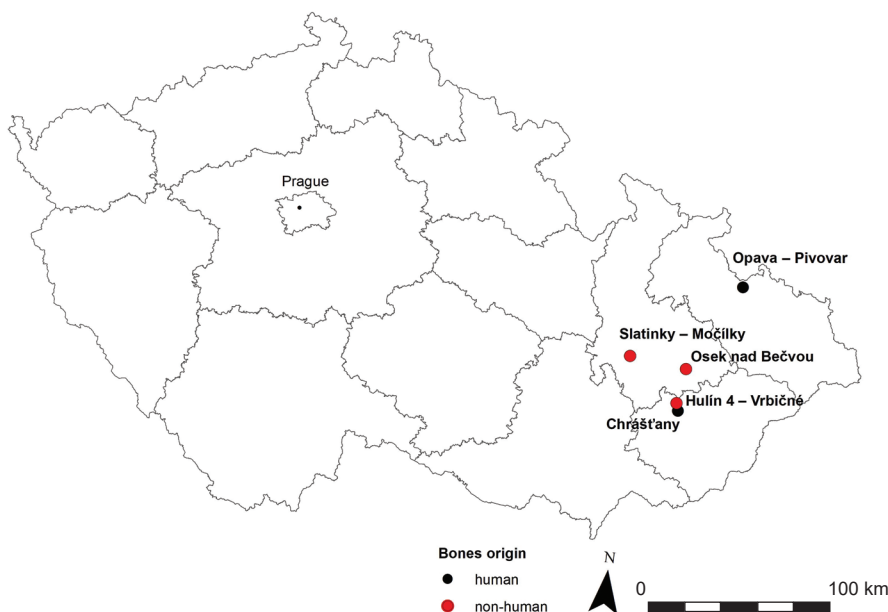 Prague
Opava – Pivovar
Slatinky – Močílky
Osek nad Bečvou
Hulín 4 – Vrbičné
Chrášťany
Bones origin
human
non-human
N
0 100 km